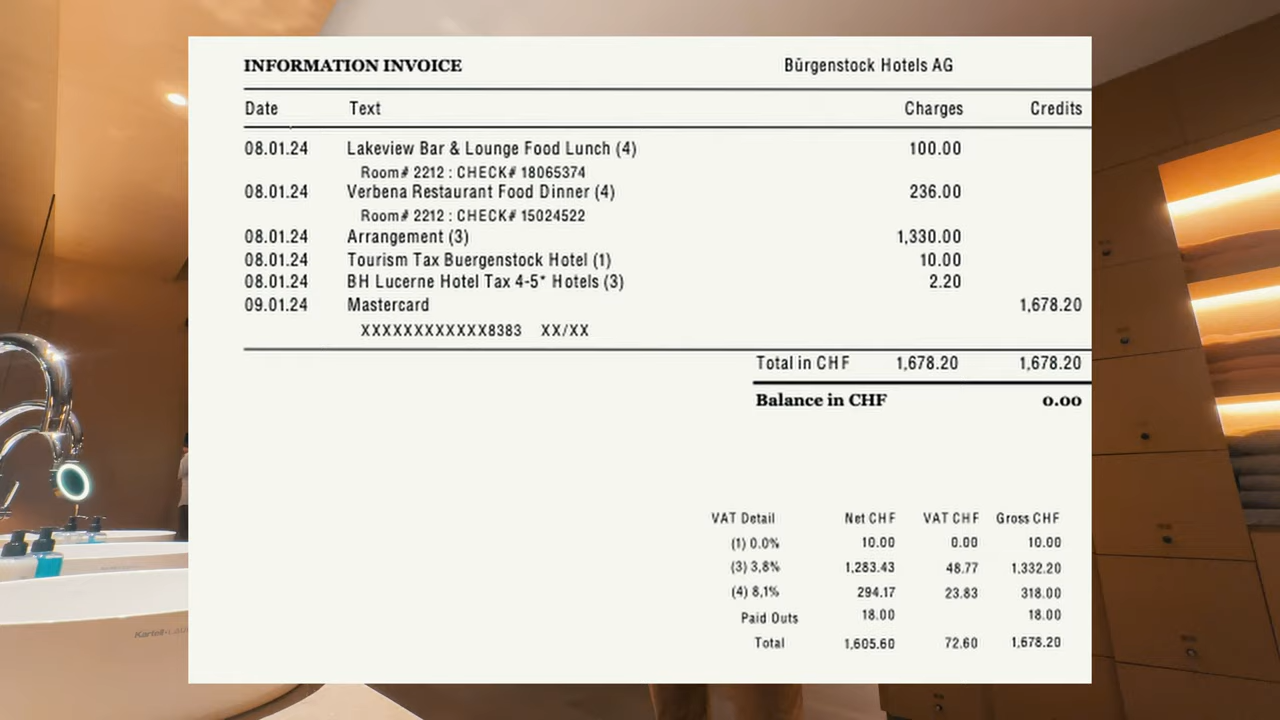 INFORMATION INVOICE Bürgenstock Hotels AG
Date Text Charges Credits
08.01.24 Lakeview Bar & Lounge Food Lunch (4) 100.00
Room# 2212 : CHECK# 18065374
08.01.24 Verbena Restaurant Food Dinner (4) 236.00
Room# 2212 : CHECK# 15024522
08.01.24 Arrangement (3) 1,330.00
08.01.24 Tourism Tax Buergenstock Hotel (1) 10.00
08.01.24 BH Lucerne Hotel Tax 4-5* Hotels (3) 2.20
09.01.24 Mastercard 1,678.20
XXXXXXXXXXXX8383 XX/XX
Total in CHF 1,678.20 1,678.20
Balance in CHF 0.00
VAT Detail Net CHF VAT CHF Gross CHF
(1) 0.0% 10.00 0.00 10.00
(3) 3,8% 1,283.43 48.77 1,332.20
(4) 8,1% 294.17 23.83 318.00
Paid Outs 18.00 18.00
Total 1,605.60 72.60 1,678.20
Kartell